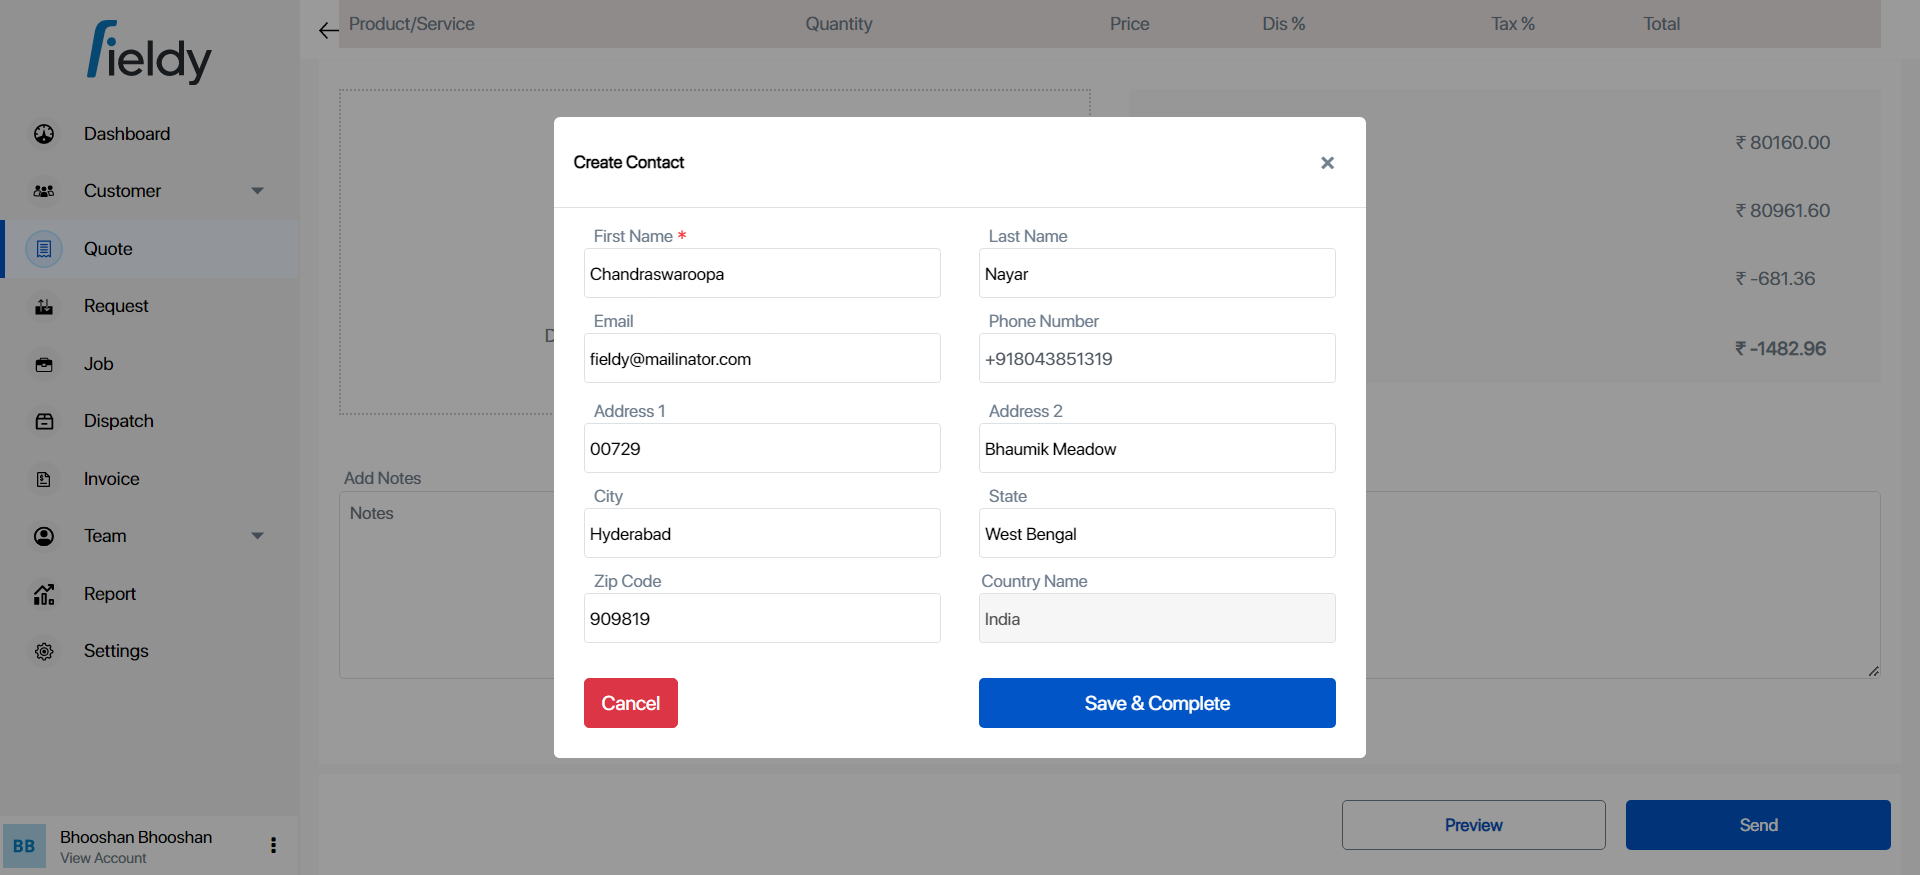 fieldy
Dashboard
Customer
Quote
Request
Job
Dispatch
Invoice
Team
Report
Settings
BB
Bhooshan Bhooshan
View Account
Product/Service Quantity Price Dis % Tax % Total
₹ 80160.00
₹ 80961.60
₹ -681.36
₹ -1482.96
D
Add Notes
Notes
Preview
Send
Create Contact
×
First Name *
Chandraswaroopa
Last Name
Nayar
Email
fieldy@mailinator.com
Phone Number
+918043851319
Address 1
00729
Address 2
Bhaumik Meadow
City
Hyderabad
State
West Bengal
Zip Code
909819
Country Name
India
Cancel
Save & Complete